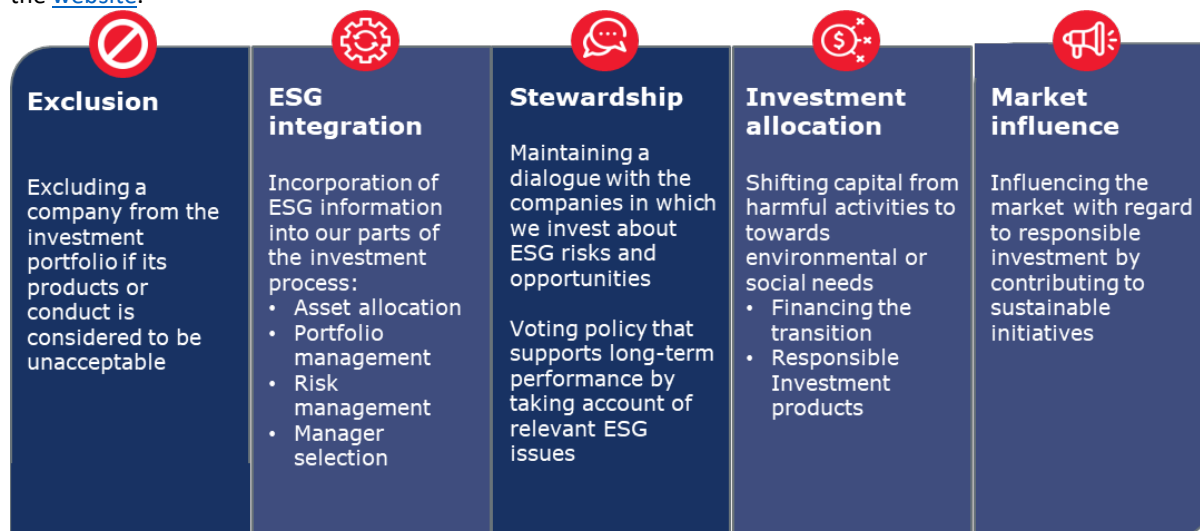 the website.
Exclusion
Excluding a
company from the
investment
portfolio if its
products or
conduct is
considered to be
unacceptable
ESG
integration
Incorporation of
ESG information
into our parts of
the investment
process:
• Asset allocation
• Portfolio
management
• Risk
management
• Manager
selection
Stewardship
Maintaining a
dialogue with the
companies in which
we invest about
ESG risks and
opportunities
Voting policy that
supports long-term
performance by
taking account of
relevant ESG
issues
Investment
allocation
Shifting capital from
harmful activities to
towards
environmental or
social needs
• Financing the
transition
• Responsible
Investment
products
Market
influence
Influencing the
market with regard
to responsible
investment by
contributing to
sustainable
initiatives